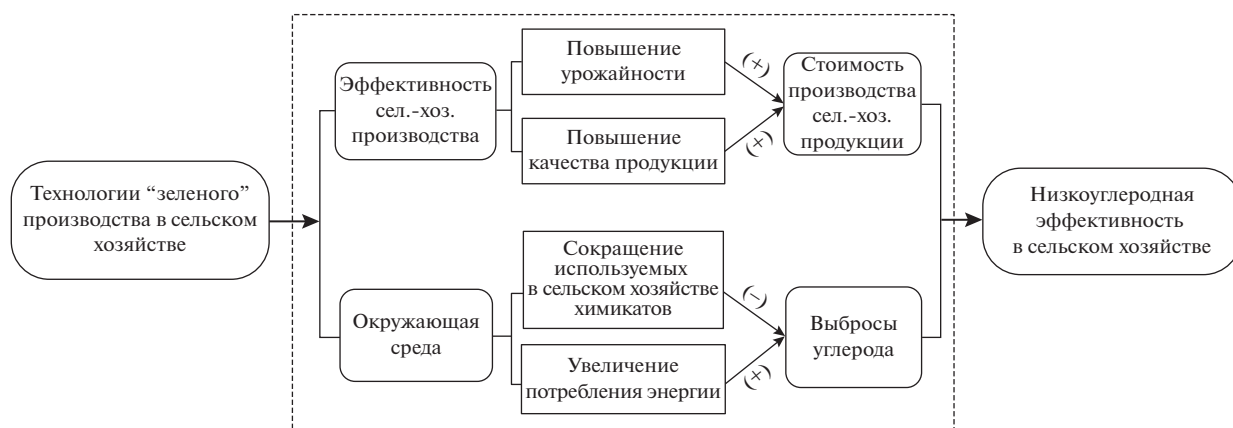 Технологии “зеленого”
производства в сельском
хозяйстве
Эффективность
сел.-хоз.
производства
Повышение
урожайности
(+)
Повышение
качества продукции
(+)
Стоимость
производства
сел.-хоз.
продукции
Окружающая
среда
Сокращение
используемых
в сельском хозяйстве
химикатов
(−)
Увеличение
потребления энергии
(+)
Выбросы
углерода
Низкоуглеродная
эффективность
в сельском хозяйстве